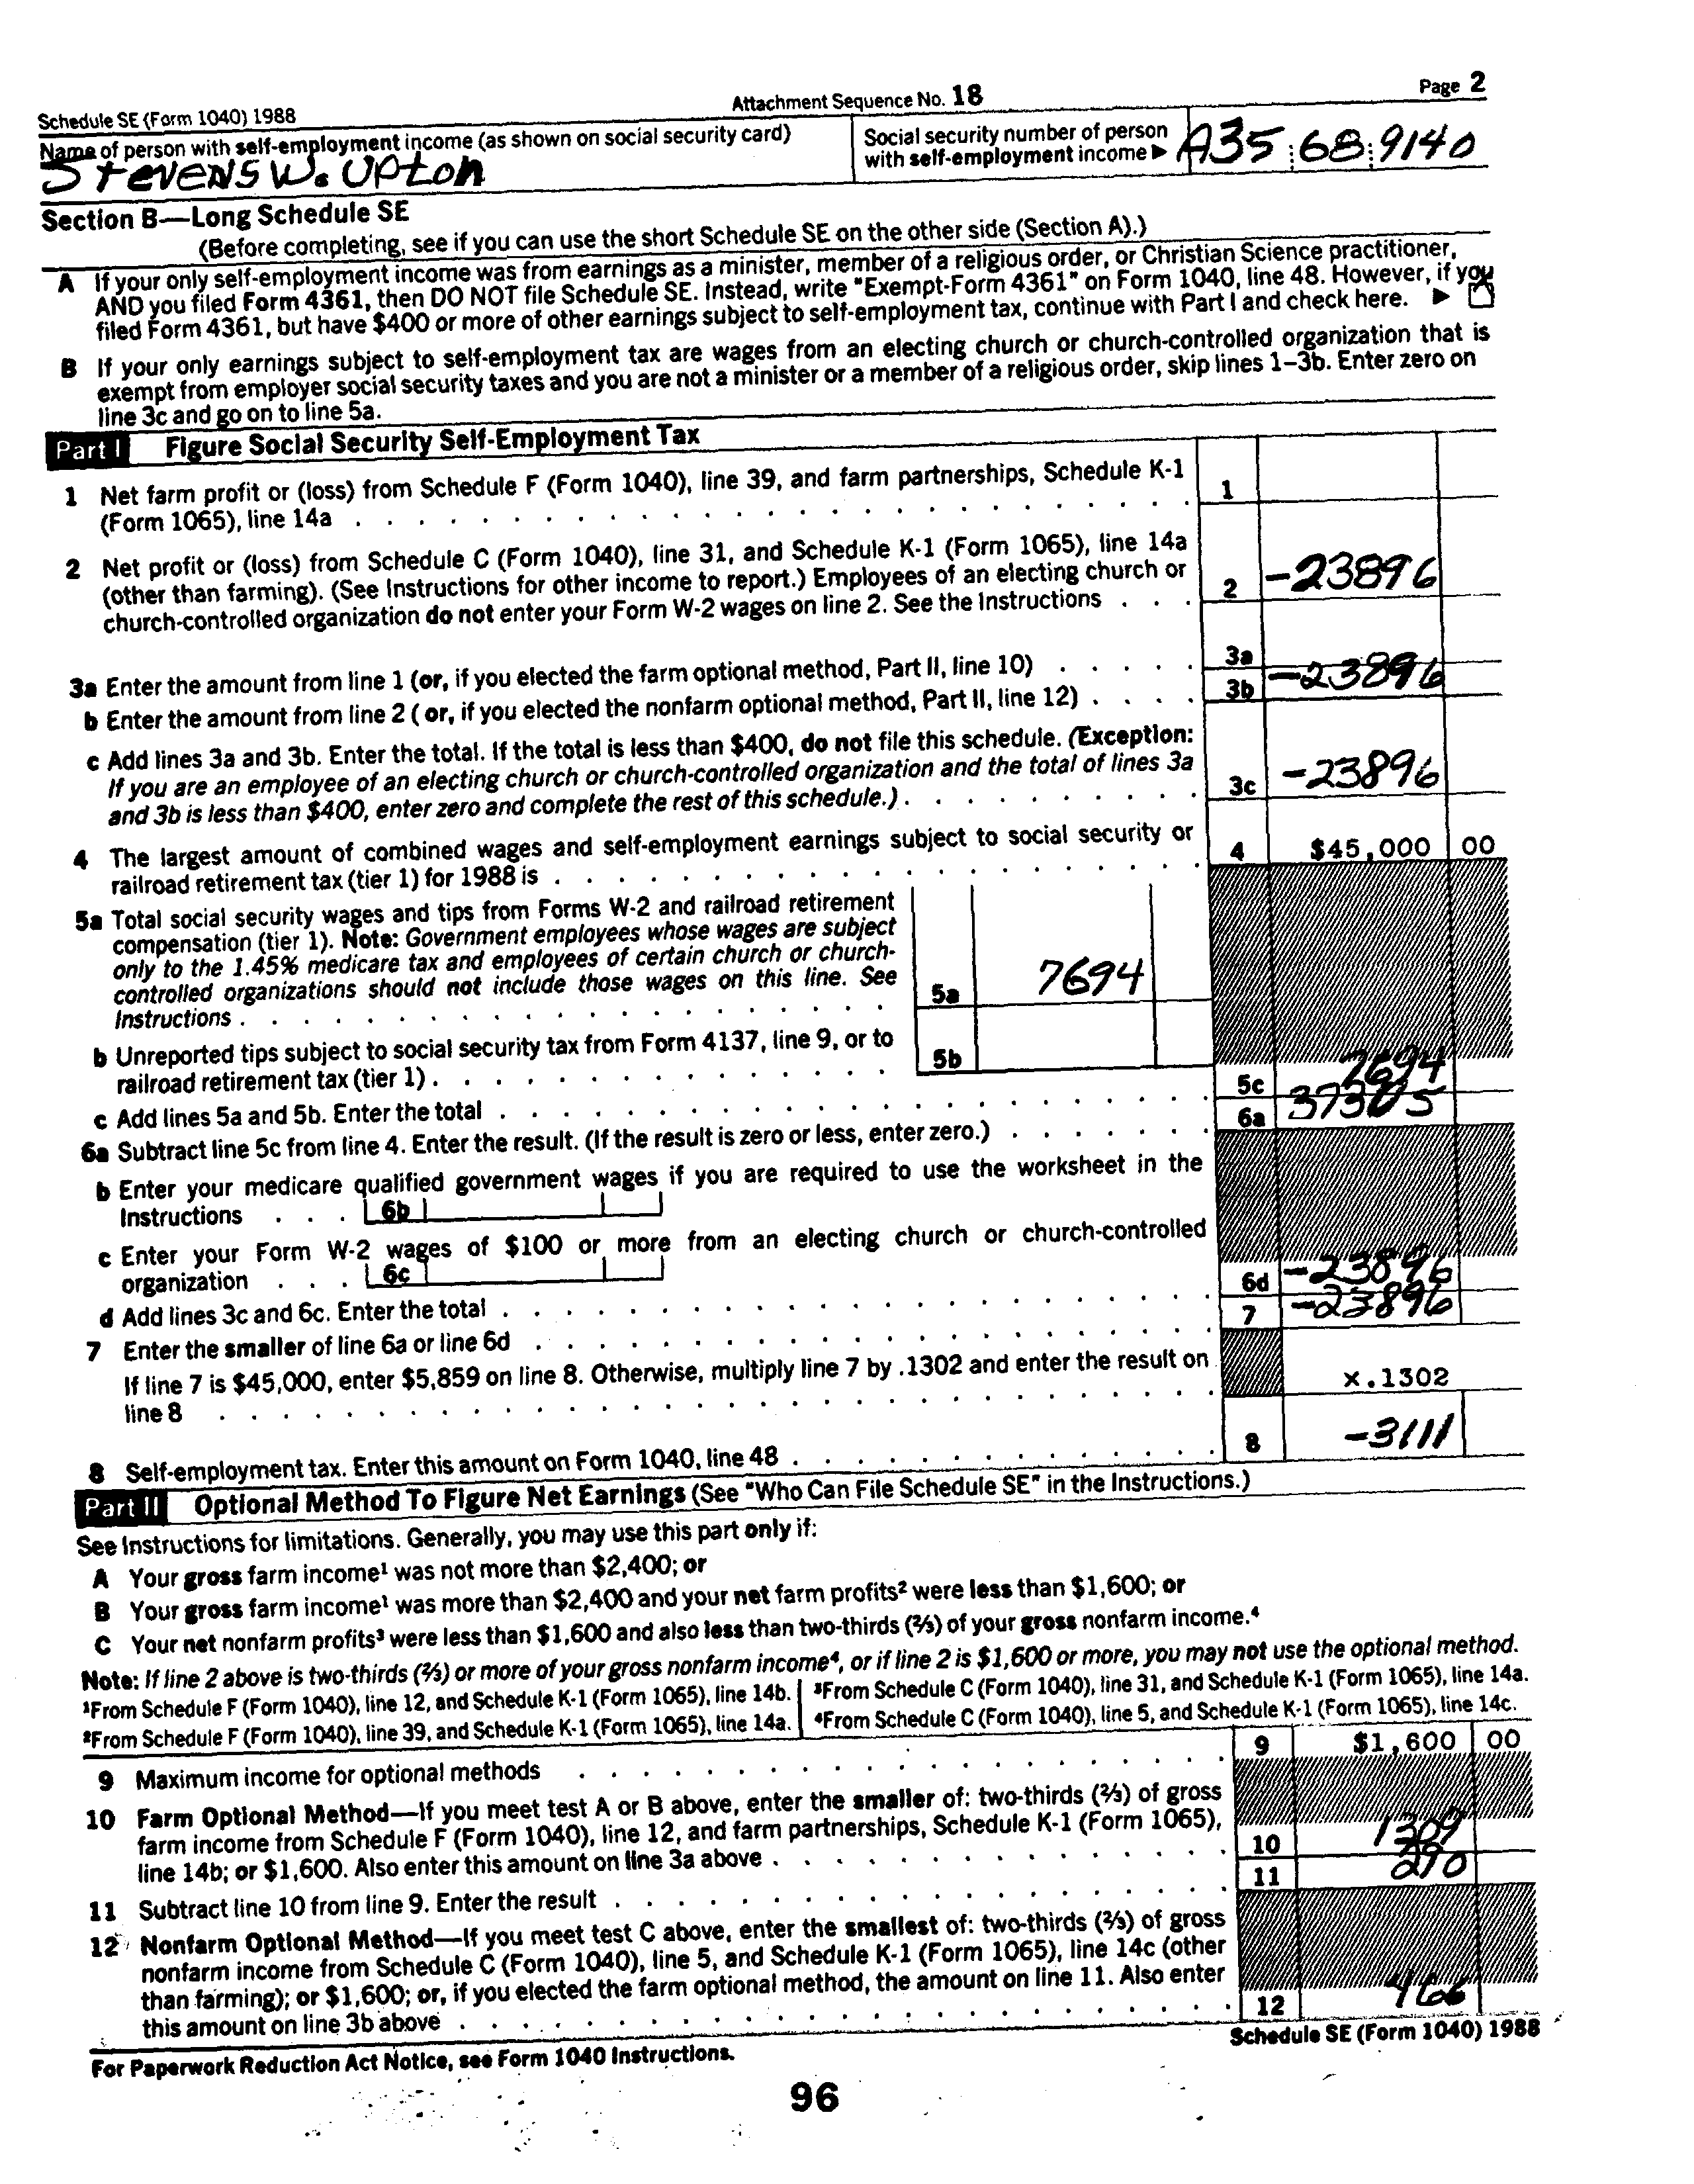 Schedule SE (Form 1040) 1988 Attachment Sequence No. 18 Page 2
Name of person with self-employment income (as shown on social security card)
Stevens W. Upton
Social security number of person
with self-employment income ► A35 68 9140
Section B—Long Schedule SE
(Before completing, see if you can use the short Schedule SE on the other side (Section A).)
A If your only self-employment income was from earnings as a minister, member of a religious order, or Christian Science practitioner,
AND you filed Form 4361, then DO NOT file Schedule SE. Instead, write "Exempt-Form 4361" on Form 1040, line 48. However, if you
filed Form 4361, but have $400 or more of other earnings subject to self-employment tax, continue with Part I and check here. ►
B If your only earnings subject to self-employment tax are wages from an electing church or church-controlled organization that is
exempt from employer social security taxes and you are not a minister or a member of a religious order, skip lines 1–3b. Enter zero on
line 3c and go on to line 5a.
Part I Figure Social Security Self-Employment Tax
1 Net farm profit or (loss) from Schedule F (Form 1040), line 39, and farm partnerships, Schedule K-1
(Form 1065), line 14a . . . 1
2 Net profit or (loss) from Schedule C (Form 1040), line 31, and Schedule K-1 (Form 1065), line 14a
(other than farming). (See Instructions for other income to report.) Employees of an electing church or
church-controlled organization do not enter your Form W-2 wages on line 2. See the Instructions . . . 2 -23896
3a Enter the amount from line 1 (or, if you elected the farm optional method, Part II, line 10) . . . 3a
b Enter the amount from line 2 ( or, if you elected the nonfarm optional method, Part II, line 12) . . . . 3b -23896
c Add lines 3a and 3b. Enter the total. If the total is less than $400, do not file this schedule. (Exception:
If you are an employee of an electing church or church-controlled organization and the total of lines 3a
and 3b is less than $400, enter zero and complete the rest of this schedule.) . . . 3c -23896
4 The largest amount of combined wages and self-employment earnings subject to social security or
railroad retirement tax (tier 1) for 1988 is . . . 4 $45,000 00
5a Total social security wages and tips from Forms W-2 and railroad retirement
compensation (tier 1). Note: Government employees whose wages are subject
only to the 1.45% medicare tax and employees of certain church or church-
controlled organizations should not include those wages on this line. See
Instructions . . . 5a 7694
b Unreported tips subject to social security tax from Form 4137, line 9, or to
railroad retirement tax (tier 1) . . . 5b
c Add lines 5a and 5b. Enter the total . . . 5c 7694
6a Subtract line 5c from line 4. Enter the result. (If the result is zero or less, enter zero.) . . . 6a
b Enter your medicare qualified government wages if you are required to use the worksheet in the
Instructions . . . 6b
c Enter your Form W-2 wages of $100 or more from an electing church or church-controlled
organization . . . 6c
d Add lines 3c and 6c. Enter the total . . . 6d -23896
7 Enter the smaller of line 6a or line 6d . . . 7 -23896
If line 7 is $45,000, enter $5,859 on line 8. Otherwise, multiply line 7 by .1302 and enter the result on
line 8 . . . x.1302
8 Self-employment tax. Enter this amount on Form 1040, line 48 . . . 8 -3111
Part II Optional Method To Figure Net Earnings (See "Who Can File Schedule SE" in the Instructions.)
See Instructions for limitations. Generally, you may use this part only if:
A Your gross farm income¹ was not more than $2,400; or
B Your gross farm income¹ was more than $2,400 and your net farm profits² were less than $1,600; or
C Your net nonfarm profits³ were less than $1,600 and also less than two-thirds (⅔) of your gross nonfarm income.⁴
Note: If line 2 above is two-thirds (⅔) or more of your gross nonfarm income⁴, or if line 2 is $1,600 or more, you may not use the optional method.
¹From Schedule F (Form 1040), line 12, and Schedule K-1 (Form 1065), line 14b. ³From Schedule C (Form 1040), line 31, and Schedule K-1 (Form 1065), line 14a.
²From Schedule F (Form 1040), line 39, and Schedule K-1 (Form 1065), line 14a. ⁴From Schedule C (Form 1040), line 5, and Schedule K-1 (Form 1065), line 14c.
9 Maximum income for optional methods . . . 9 $1,600 00
10 Farm Optional Method—If you meet test A or B above, enter the smaller of: two-thirds (⅔) of gross
farm income from Schedule F (Form 1040), line 12, and farm partnerships, Schedule K-1 (Form 1065),
line 14b; or $1,600. Also enter this amount on line 3a above . . . 10 1309
11 Subtract line 10 from line 9. Enter the result . . . 11
12 Nonfarm Optional Method—If you meet test C above, enter the smallest of: two-thirds (⅔) of gross
nonfarm income from Schedule C (Form 1040), line 5, and Schedule K-1 (Form 1065), line 14c (other
than farming); or $1,600; or, if you elected the farm optional method, the amount on line 11. Also enter
this amount on line 3b above . . . 12 466
For Paperwork Reduction Act Notice, see Form 1040 Instructions. Schedule SE (Form 1040) 1988
96